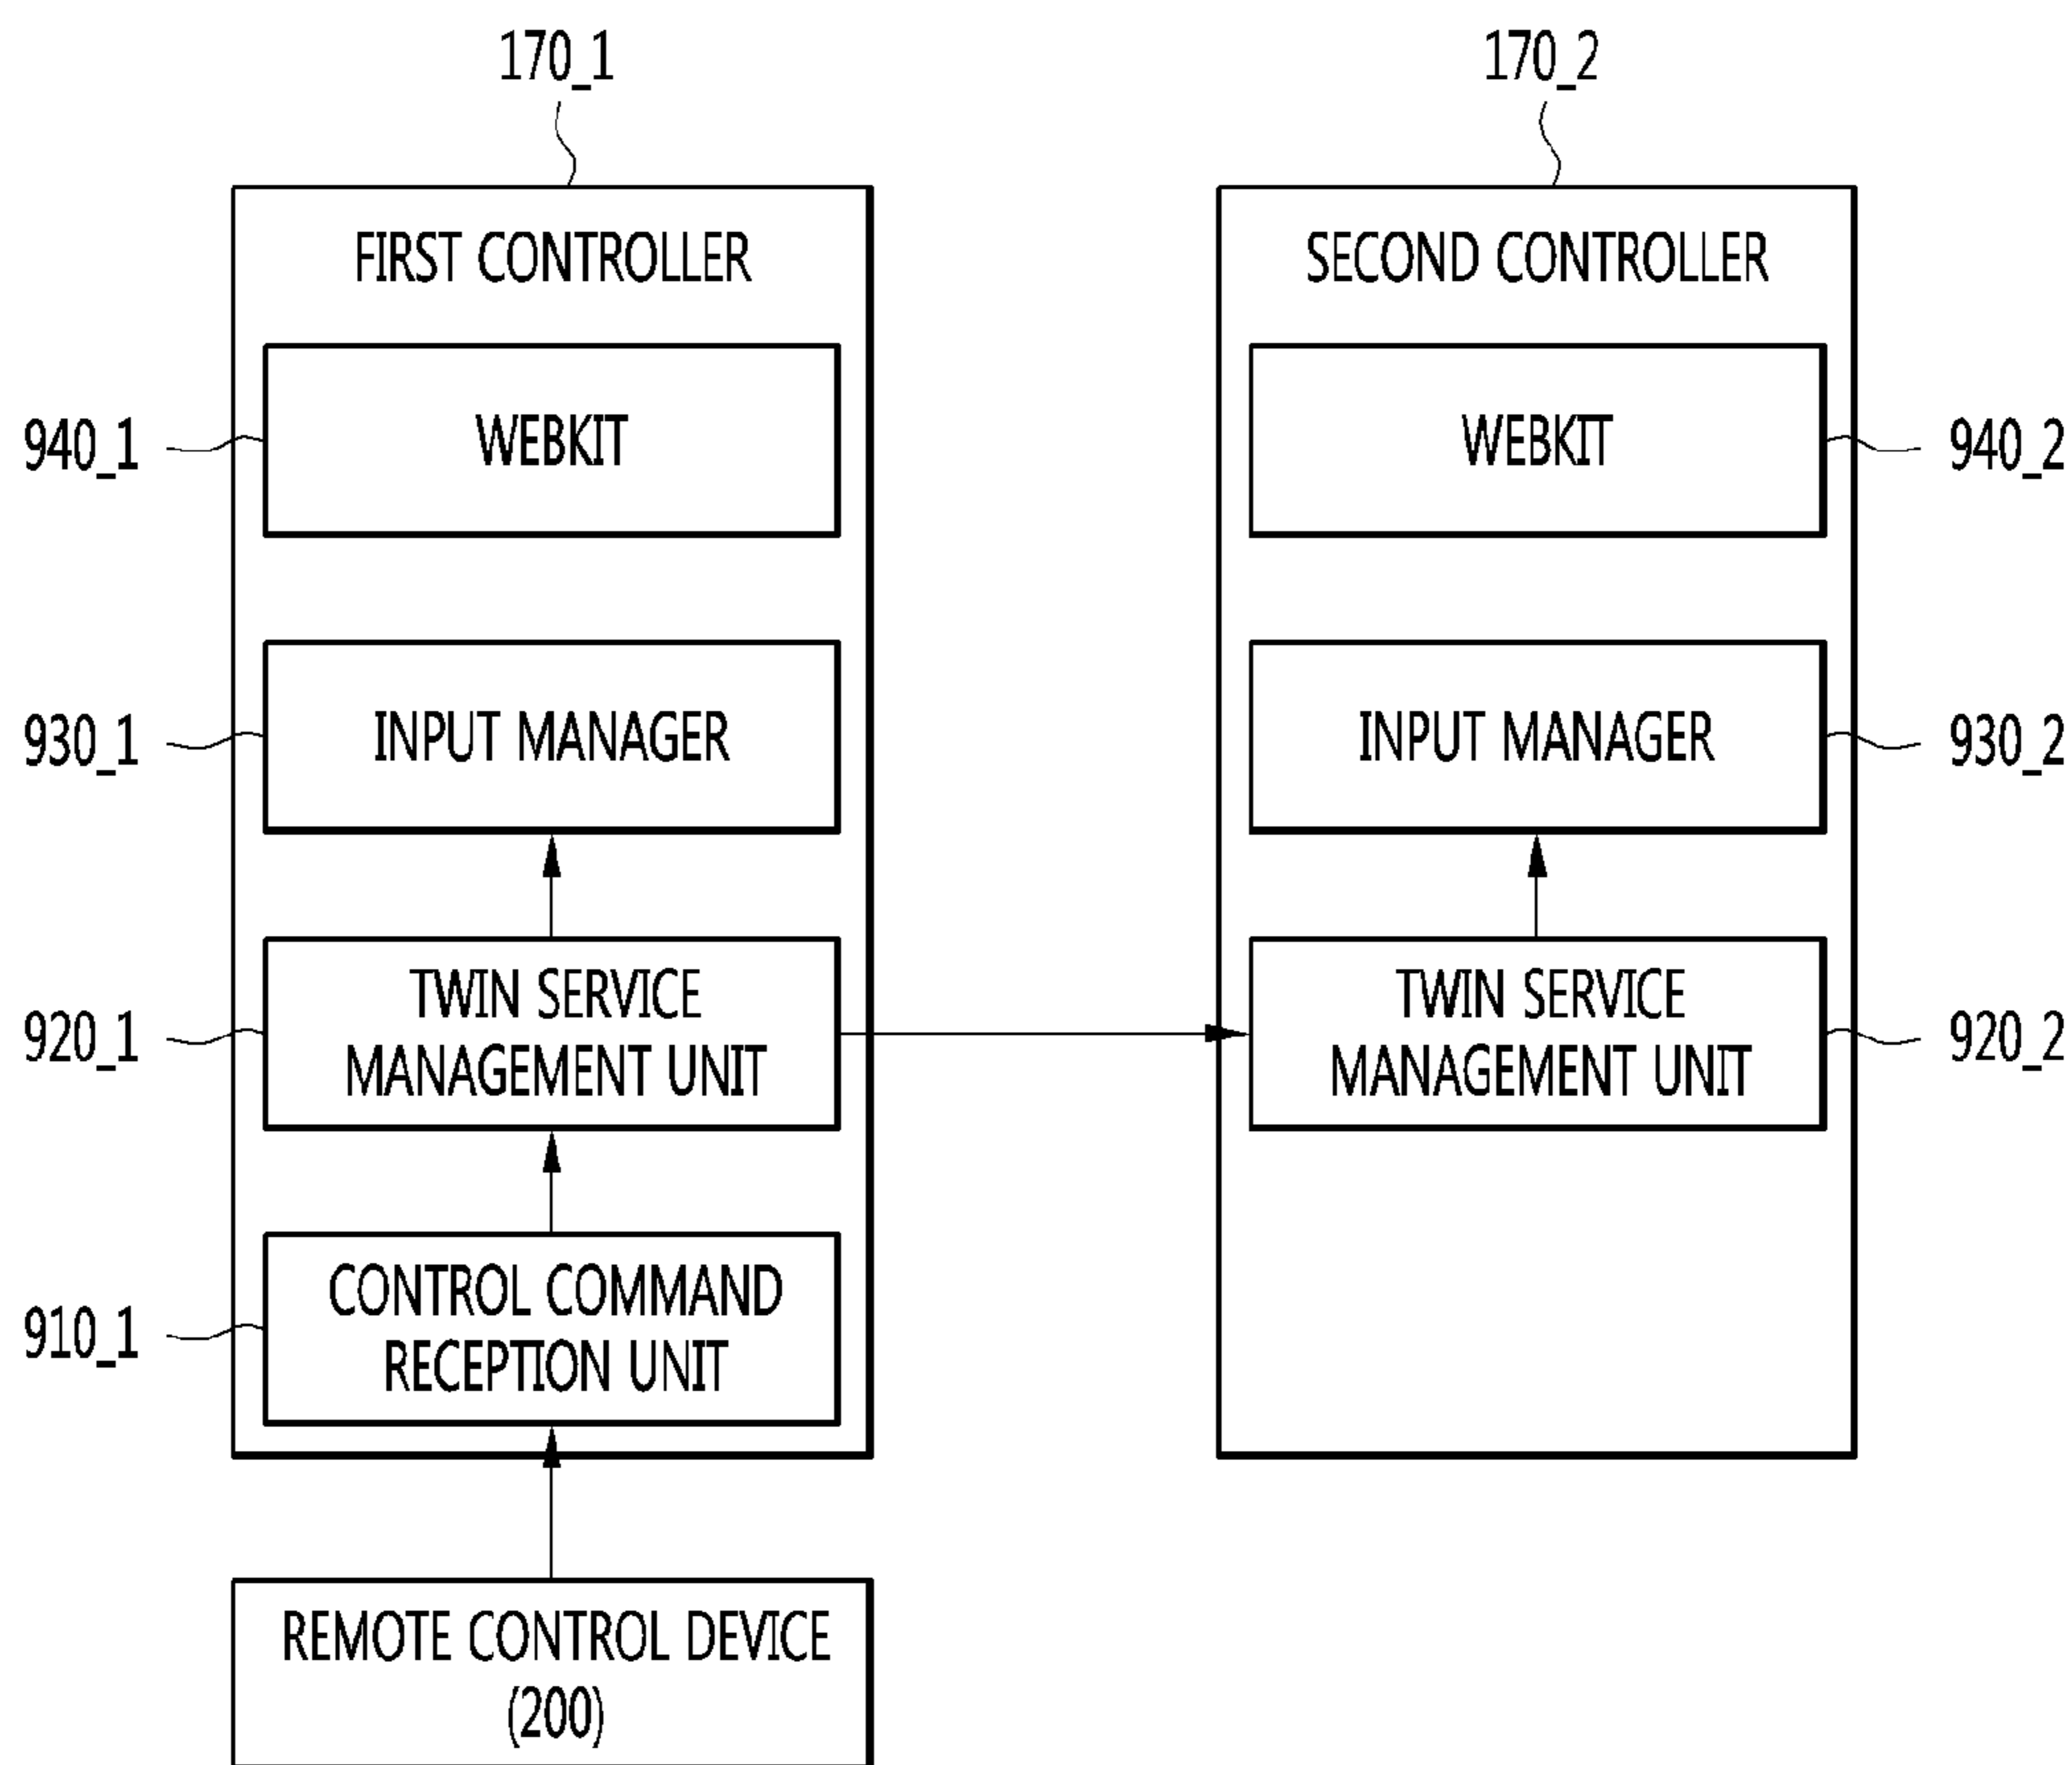 170_1
170_2
FIRST CONTROLLER
SECOND CONTROLLER
940_1
WEBKIT
WEBKIT
940_2
930_1
INPUT MANAGER
INPUT MANAGER
930_2
920_1
TWIN SERVICE
MANAGEMENT UNIT
TWIN SERVICE
MANAGEMENT UNIT
920_2
910_1
CONTROL COMMAND
RECEPTION UNIT
REMOTE CONTROL DEVICE
(200)